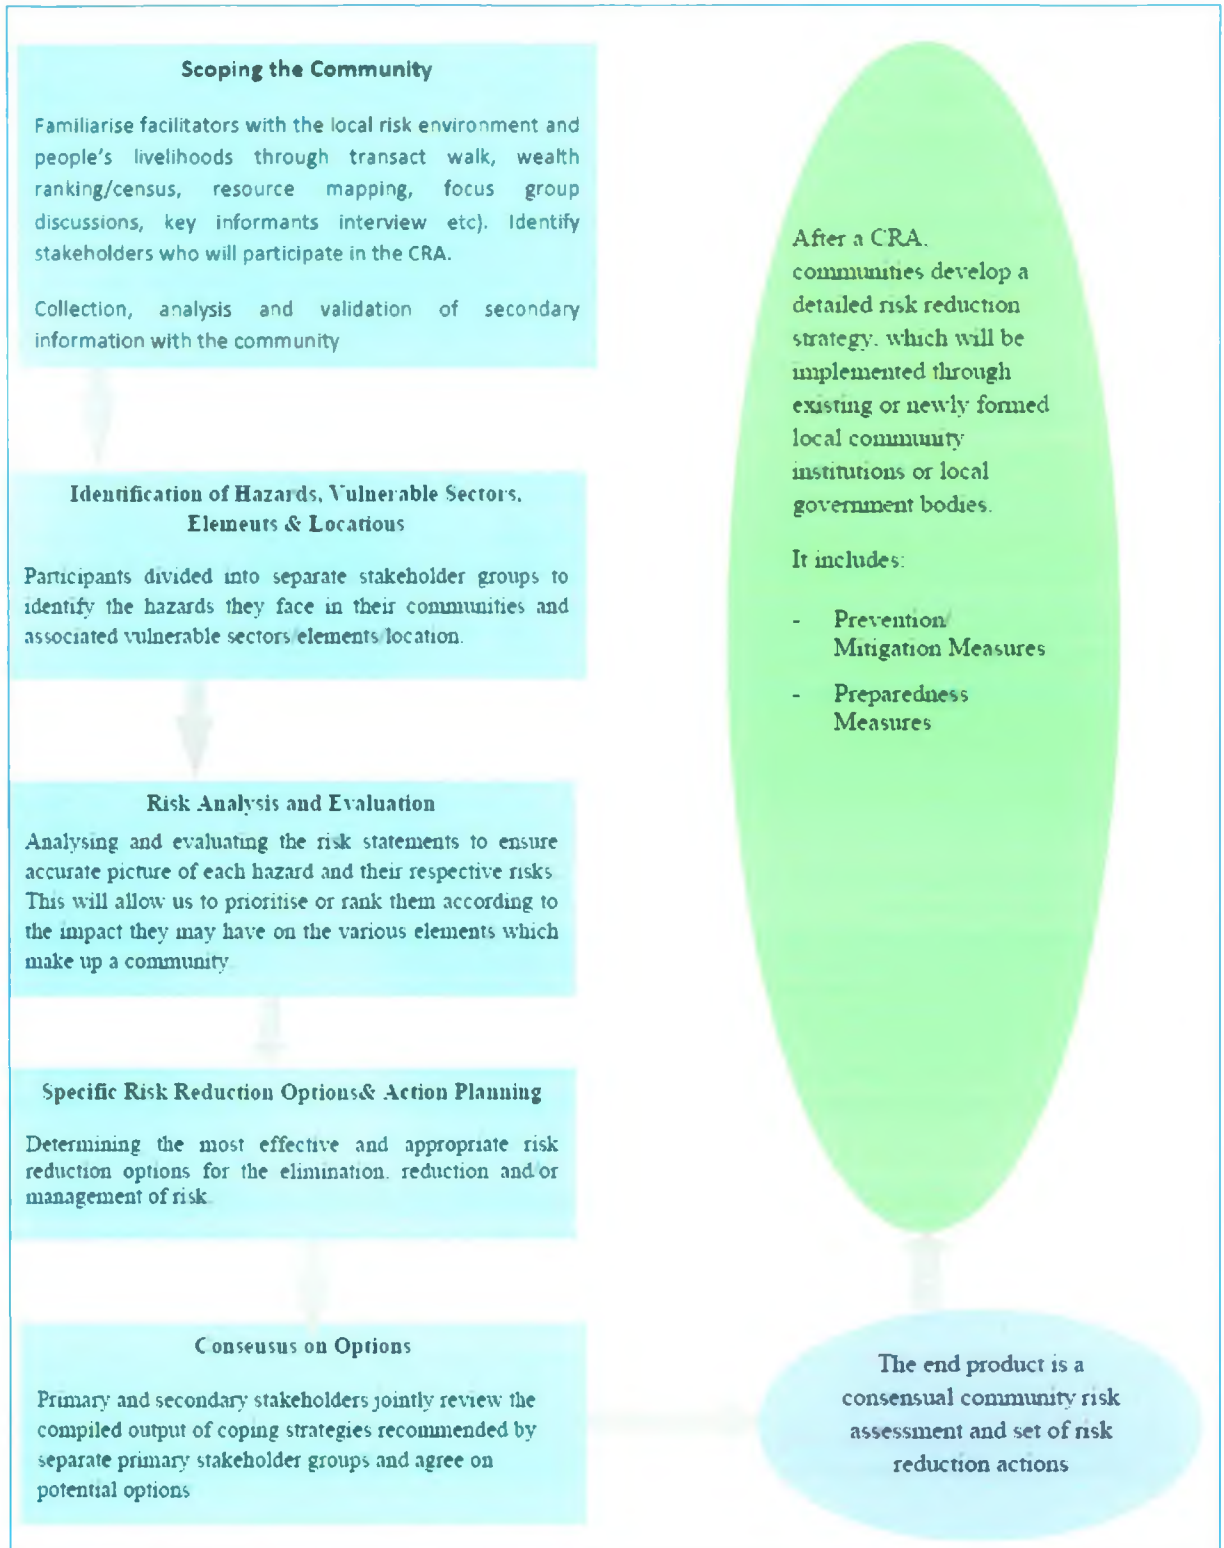 Scoping the Community
Familiarise facilitators with the local risk environment and
people's livelihoods through transact walk, wealth
ranking/census, resource mapping, focus group
discussions, key informants interview etc). Identify
stakeholders who will participate in the CRA.
Collection, analysis and validation of secondary
information with the community
Identification of Hazards, Vulnerable Sectors,
Elements & Locations
Participants divided into separate stakeholder groups to
identify the hazards they face in their communities and
associated vulnerable sectors/elements/location.
Risk Analysis and Evaluation
Analysing and evaluating the risk statements to ensure
accurate picture of each hazard and their respective risks
This will allow us to prioritise or rank them according to
the impact they may have on the various elements which
make up a community
Specific Risk Reduction Options& Action Planning
Determining the most effective and appropriate risk
reduction options for the elimination, reduction and/or
management of risk.
Consensus on Options
Primary and secondary stakeholders jointly review the
compiled output of coping strategies recommended by
separate primary stakeholder groups and agree on
potential options
The end product is a
consensual community risk
assessment and set of risk
reduction actions
After a CRA,
communities develop a
detailed risk reduction
strategy, which will be
implemented through
existing or newly formed
local community
institutions or local
government bodies.
It includes:
- Prevention/
Mitigation Measures
- Preparedness
Measures